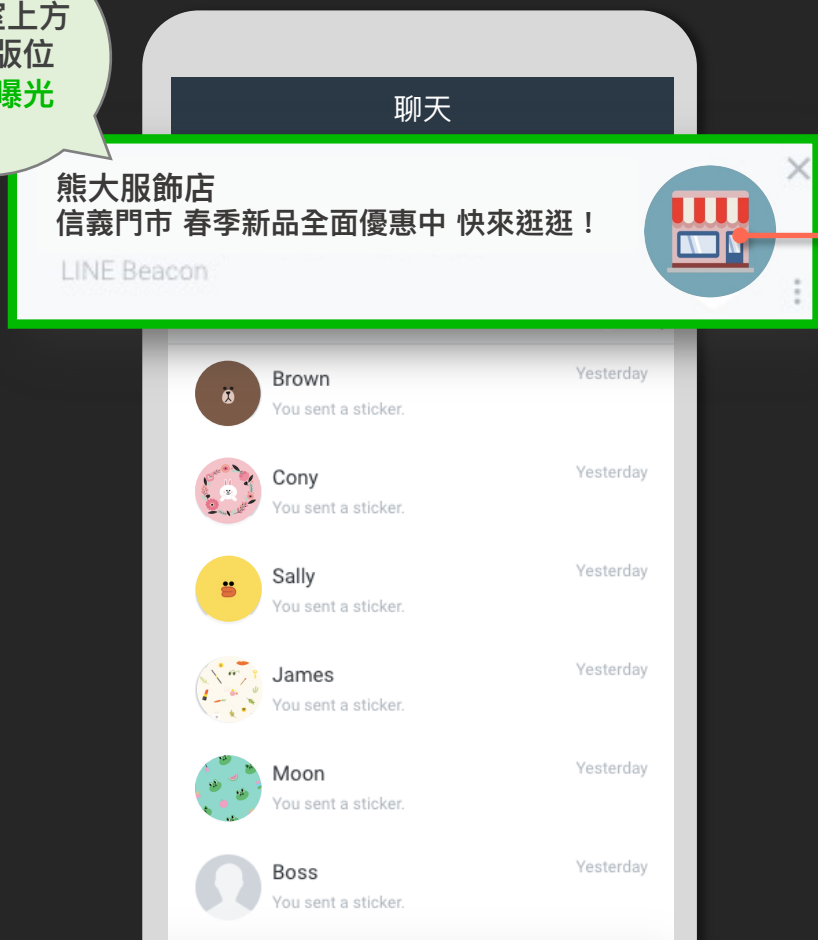 室上方
版位
曝光
聊天
熊大服飾店
信義門市 春季新品全面優惠中 快來逛逛！
LINE Beacon
Brown
Yesterday
You sent a sticker.
Cony
Yesterday
You sent a sticker.
Sally
Yesterday
You sent a sticker.
James
Yesterday
You sent a sticker.
Moon
Yesterday
You sent a sticker.
Boss
Yesterday
You sent a sticker.